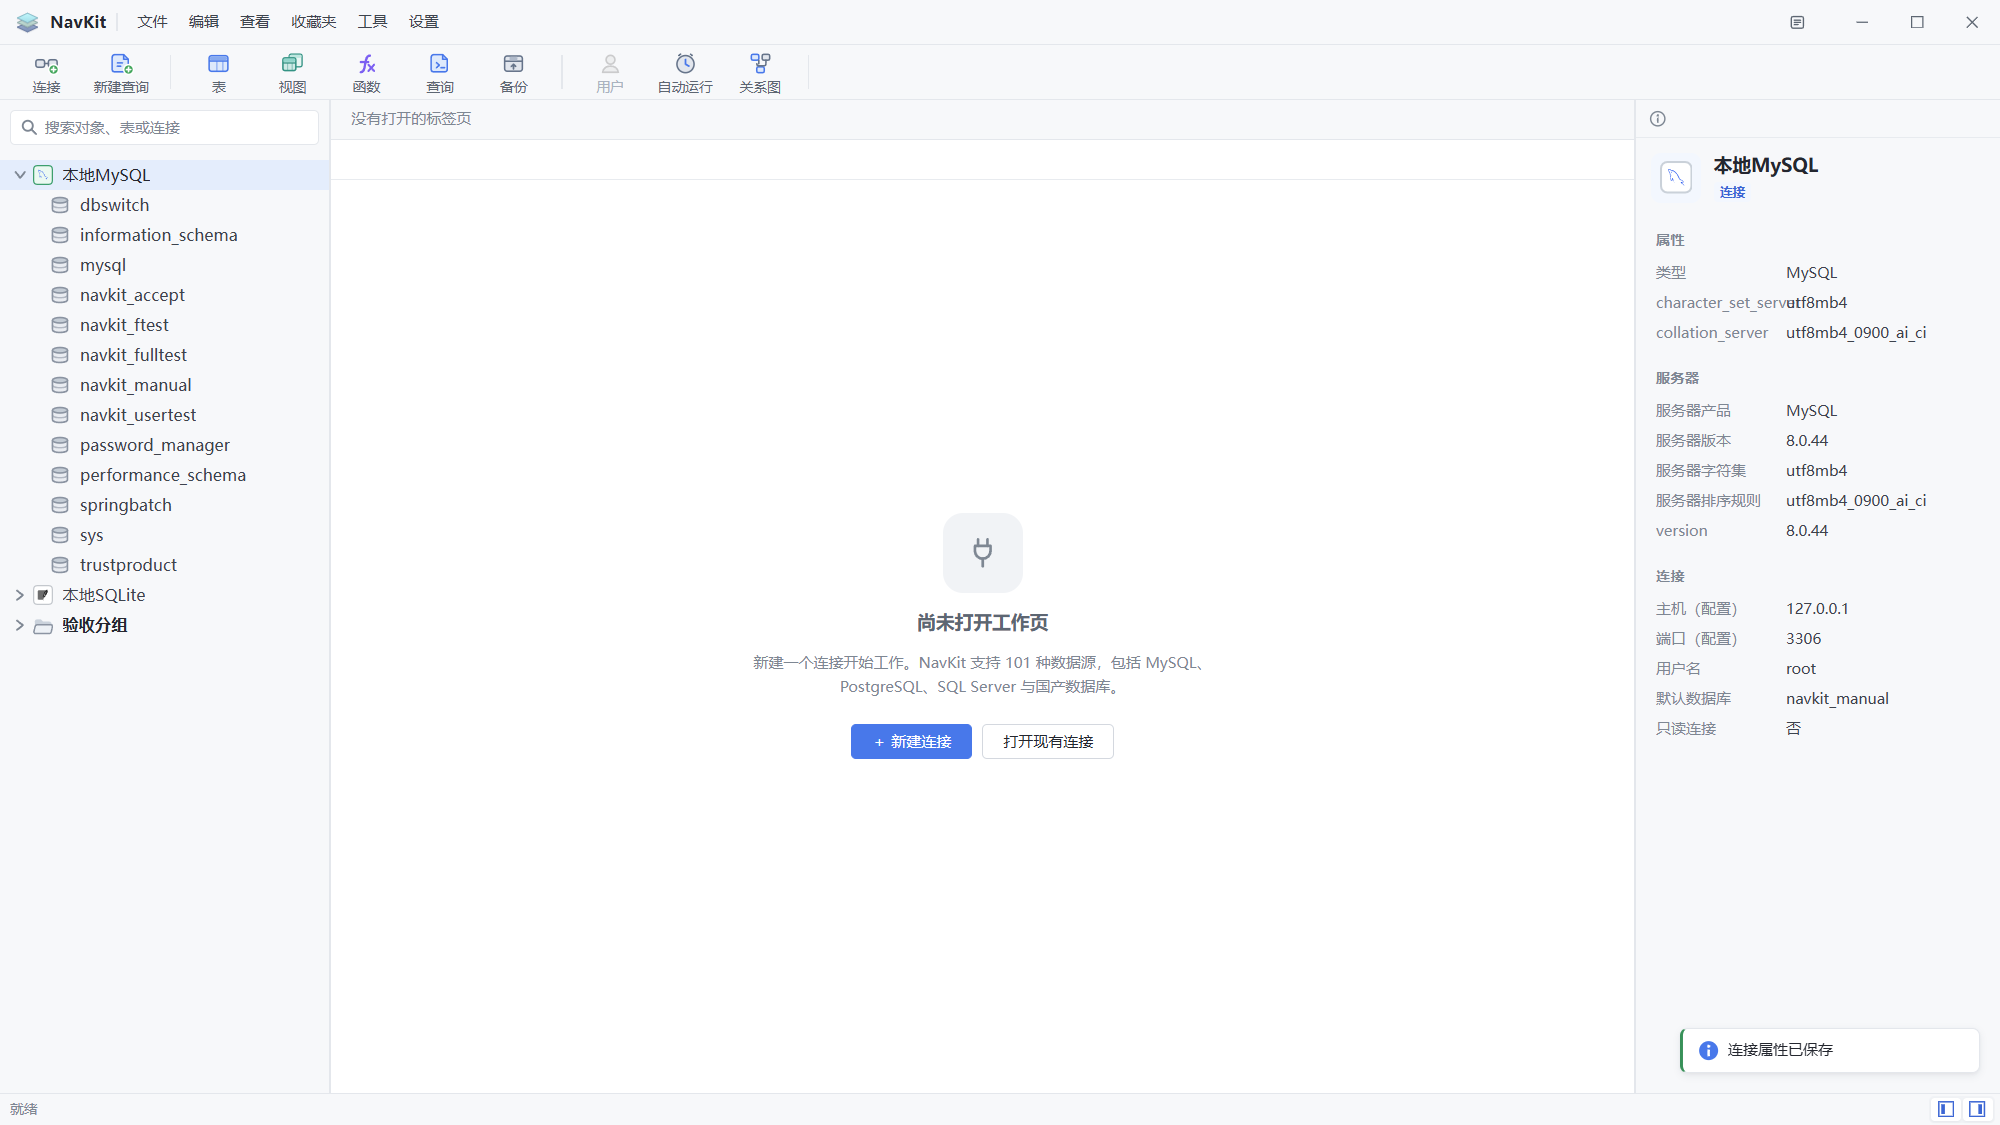 NavKit
文件 编辑 查看 收藏夹 工具 设置
连接 新建查询 表 视图 函数 查询 备份 用户 自动运行 关系图
搜索对象、表或连接
本地MySQL
dbswitch
information_schema
mysql
navkit_accept
navkit_ftest
navkit_fulltest
navkit_manual
navkit_usertest
password_manager
performance_schema
springbatch
sys
trustproduct
本地SQLite
验收分组
没有打开的标签页
尚未打开工作页
新建一个连接开始工作。NavKit 支持 101 种数据源，包括 MySQL、
PostgreSQL、SQL Server 与国产数据库。
+ 新建连接 打开现有连接
本地MySQL
连接
属性
类型 MySQL
character_set_server utf8mb4
collation_server utf8mb4_0900_ai_ci
服务器
服务器产品 MySQL
服务器版本 8.0.44
服务器字符集 utf8mb4
服务器排序规则 utf8mb4_0900_ai_ci
version 8.0.44
连接
主机（配置） 127.0.0.1
端口（配置） 3306
用户名 root
默认数据库 navkit_manual
只读连接 否
连接属性已保存
就绪